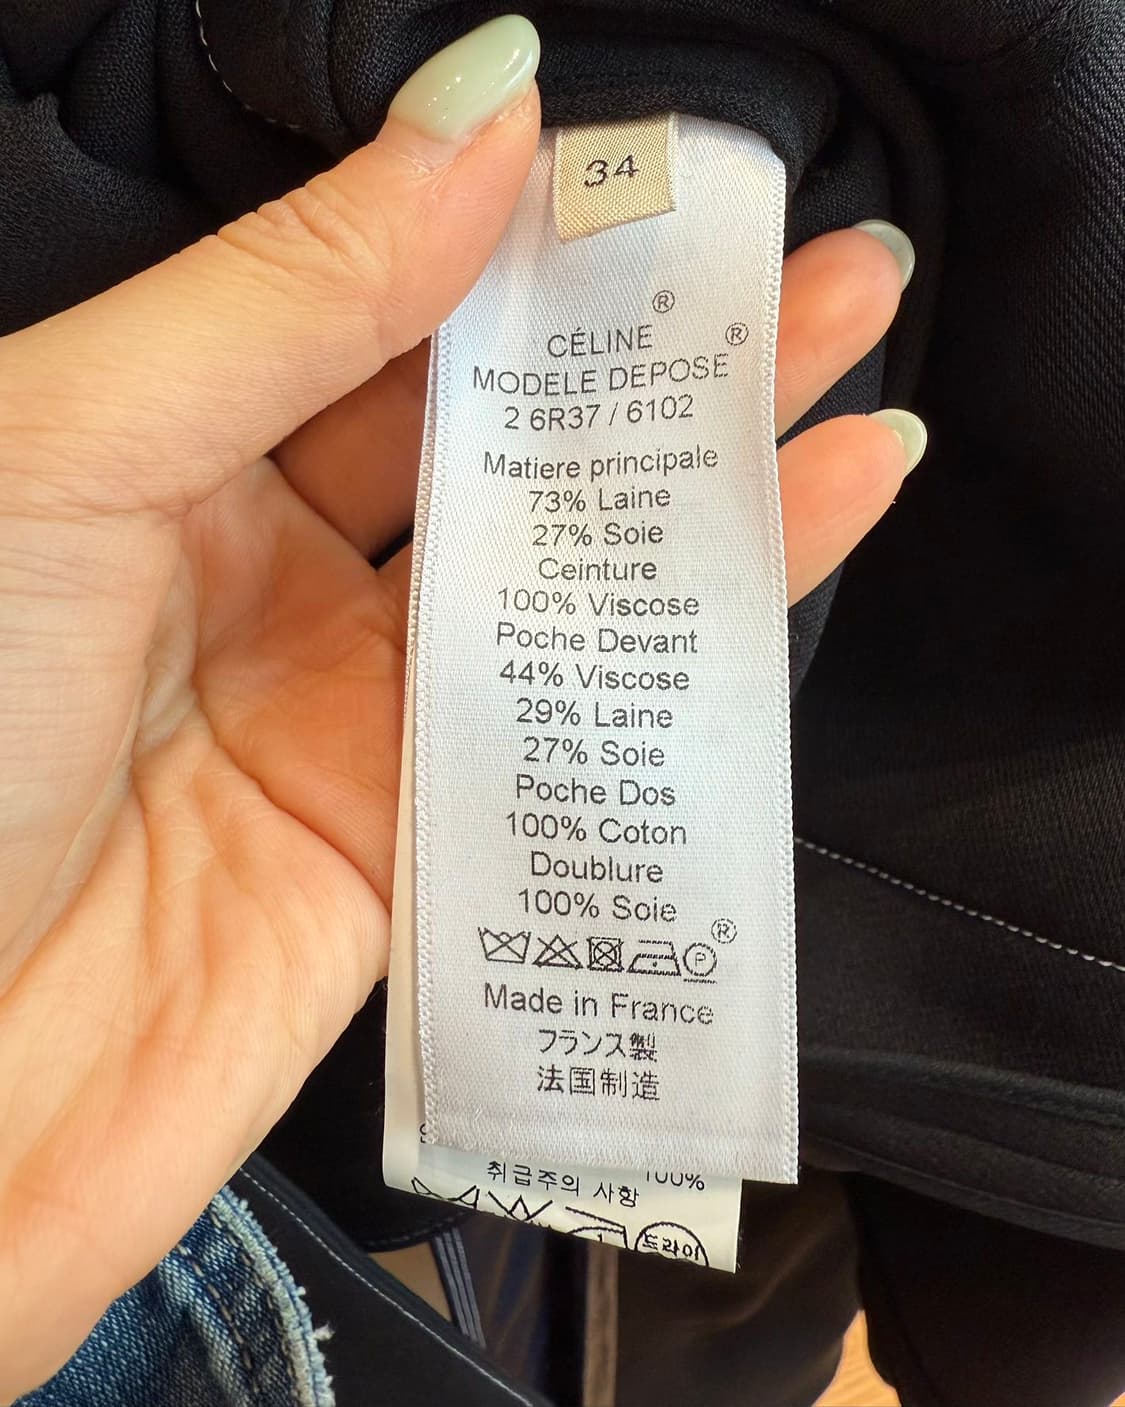 34
®
CÉLINE ®
MODELE DEPOSE
2 6R37 / 6102
Matiere principale
73% Laine
27% Soie
Ceinture
100% Viscose
Poche Devant
44% Viscose
29% Laine
27% Soie
Poche Dos
100% Coton
Doublure
100% Soie
®
P
Made in France
フランス製
法国制造
100%
취급주의 사항
드라이